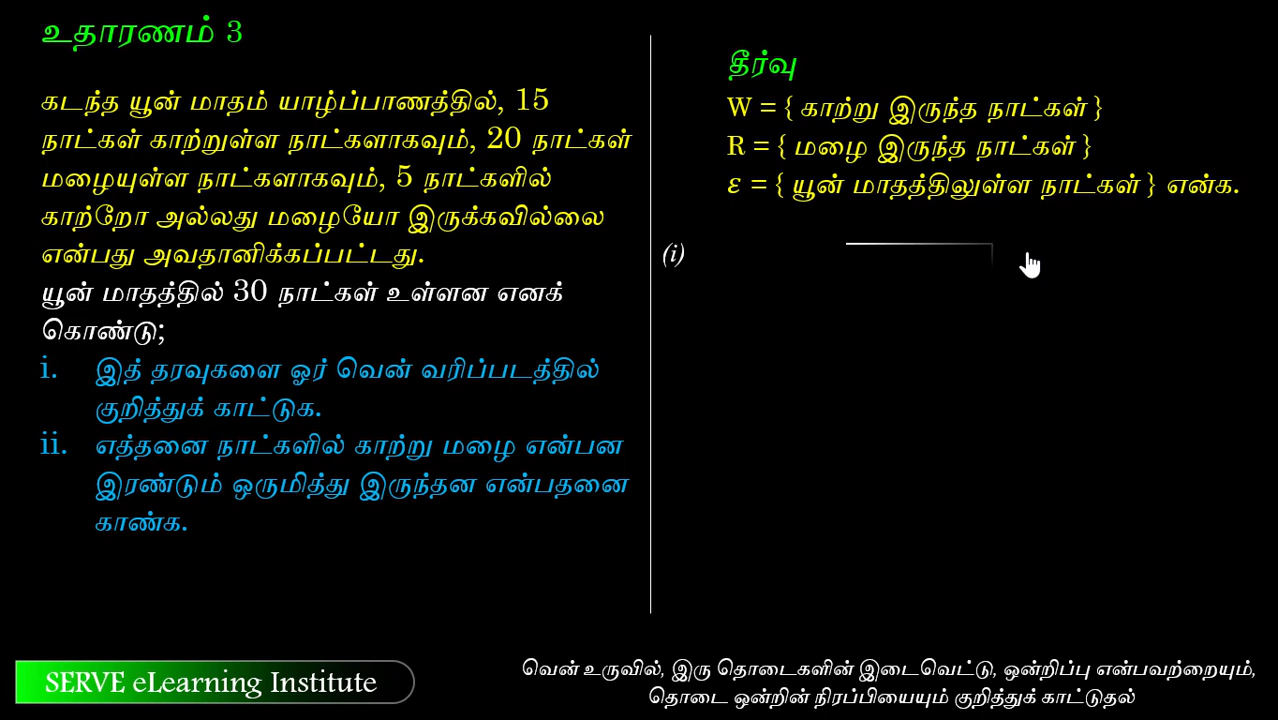 உதாரணம் 3
கடந்த யூன் மாதம் யாழ்ப்பாணத்தில், 15
நாட்கள் காற்றுள்ள நாட்களாகவும், 20 நாட்கள்
மழையுள்ள நாட்களாகவும், 5 நாட்களில்
காற்றோ அல்லது மழையோ இருக்கவில்லை
என்பது அவதானிக்கப்பட்டது.
யூன் மாதத்தில் 30 நாட்கள் உள்ளன எனக்
கொண்டு;
i. இத் தரவுகளை ஓர் வென் வரிப்படத்தில்
குறித்துக் காட்டுக.
ii. எத்தனை நாட்களில் காற்று மழை என்பன
இரண்டும் ஒருமித்து இருந்தன என்பதனை
காண்க.
தீர்வு
W = { காற்று இருந்த நாட்கள் }
R = { மழை இருந்த நாட்கள் }
ε = { யூன் மாதத்திலுள்ள நாட்கள் } என்க.
(i)
SERVE eLearning Institute
வென் உருவில், இரு தொடைகளின் இடைவெட்டு, ஒன்றிப்பு என்பவற்றையும்,
தொடை ஒன்றின் நிரப்பியையும் குறித்துக் காட்டுதல்